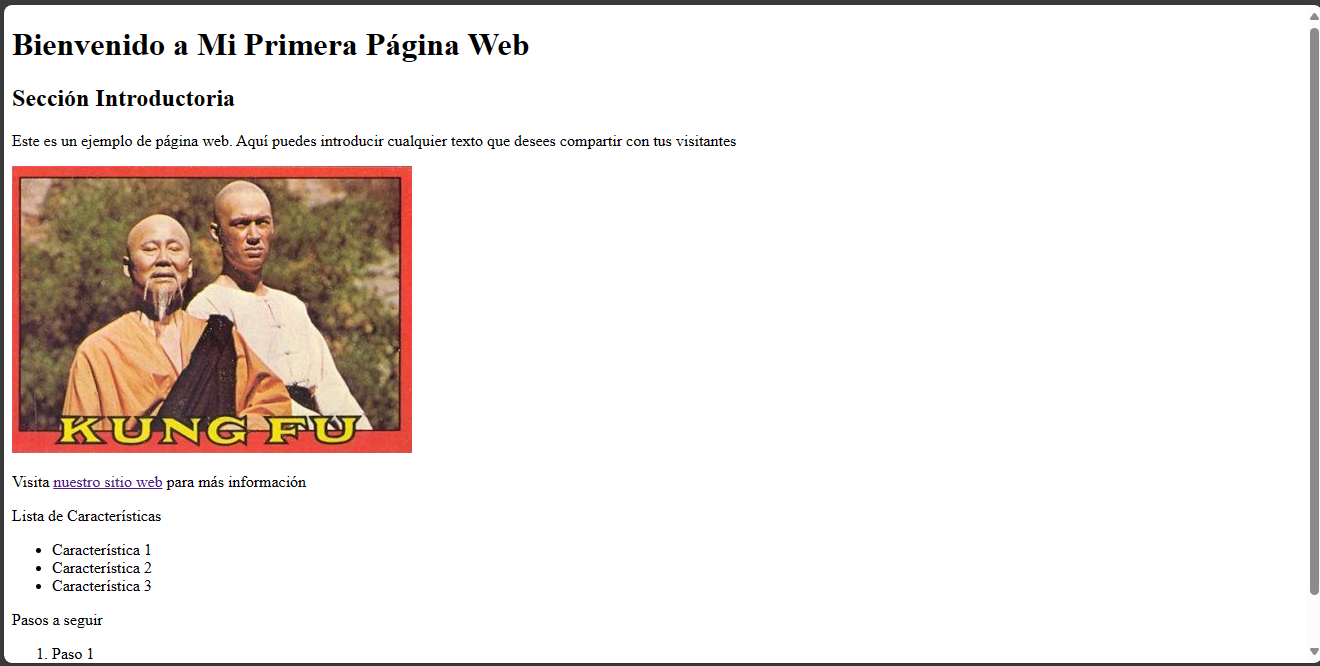 Bienvenido a Mi Primera Página Web
Sección Introductoria
Este es un ejemplo de página web. Aquí puedes introducir cualquier texto que desees compartir con tus visitantes
KUNG FU
Visita nuestro sitio web para más información
Lista de Características
• Característica 1
• Característica 2
• Característica 3
Pasos a seguir
1. Paso 1